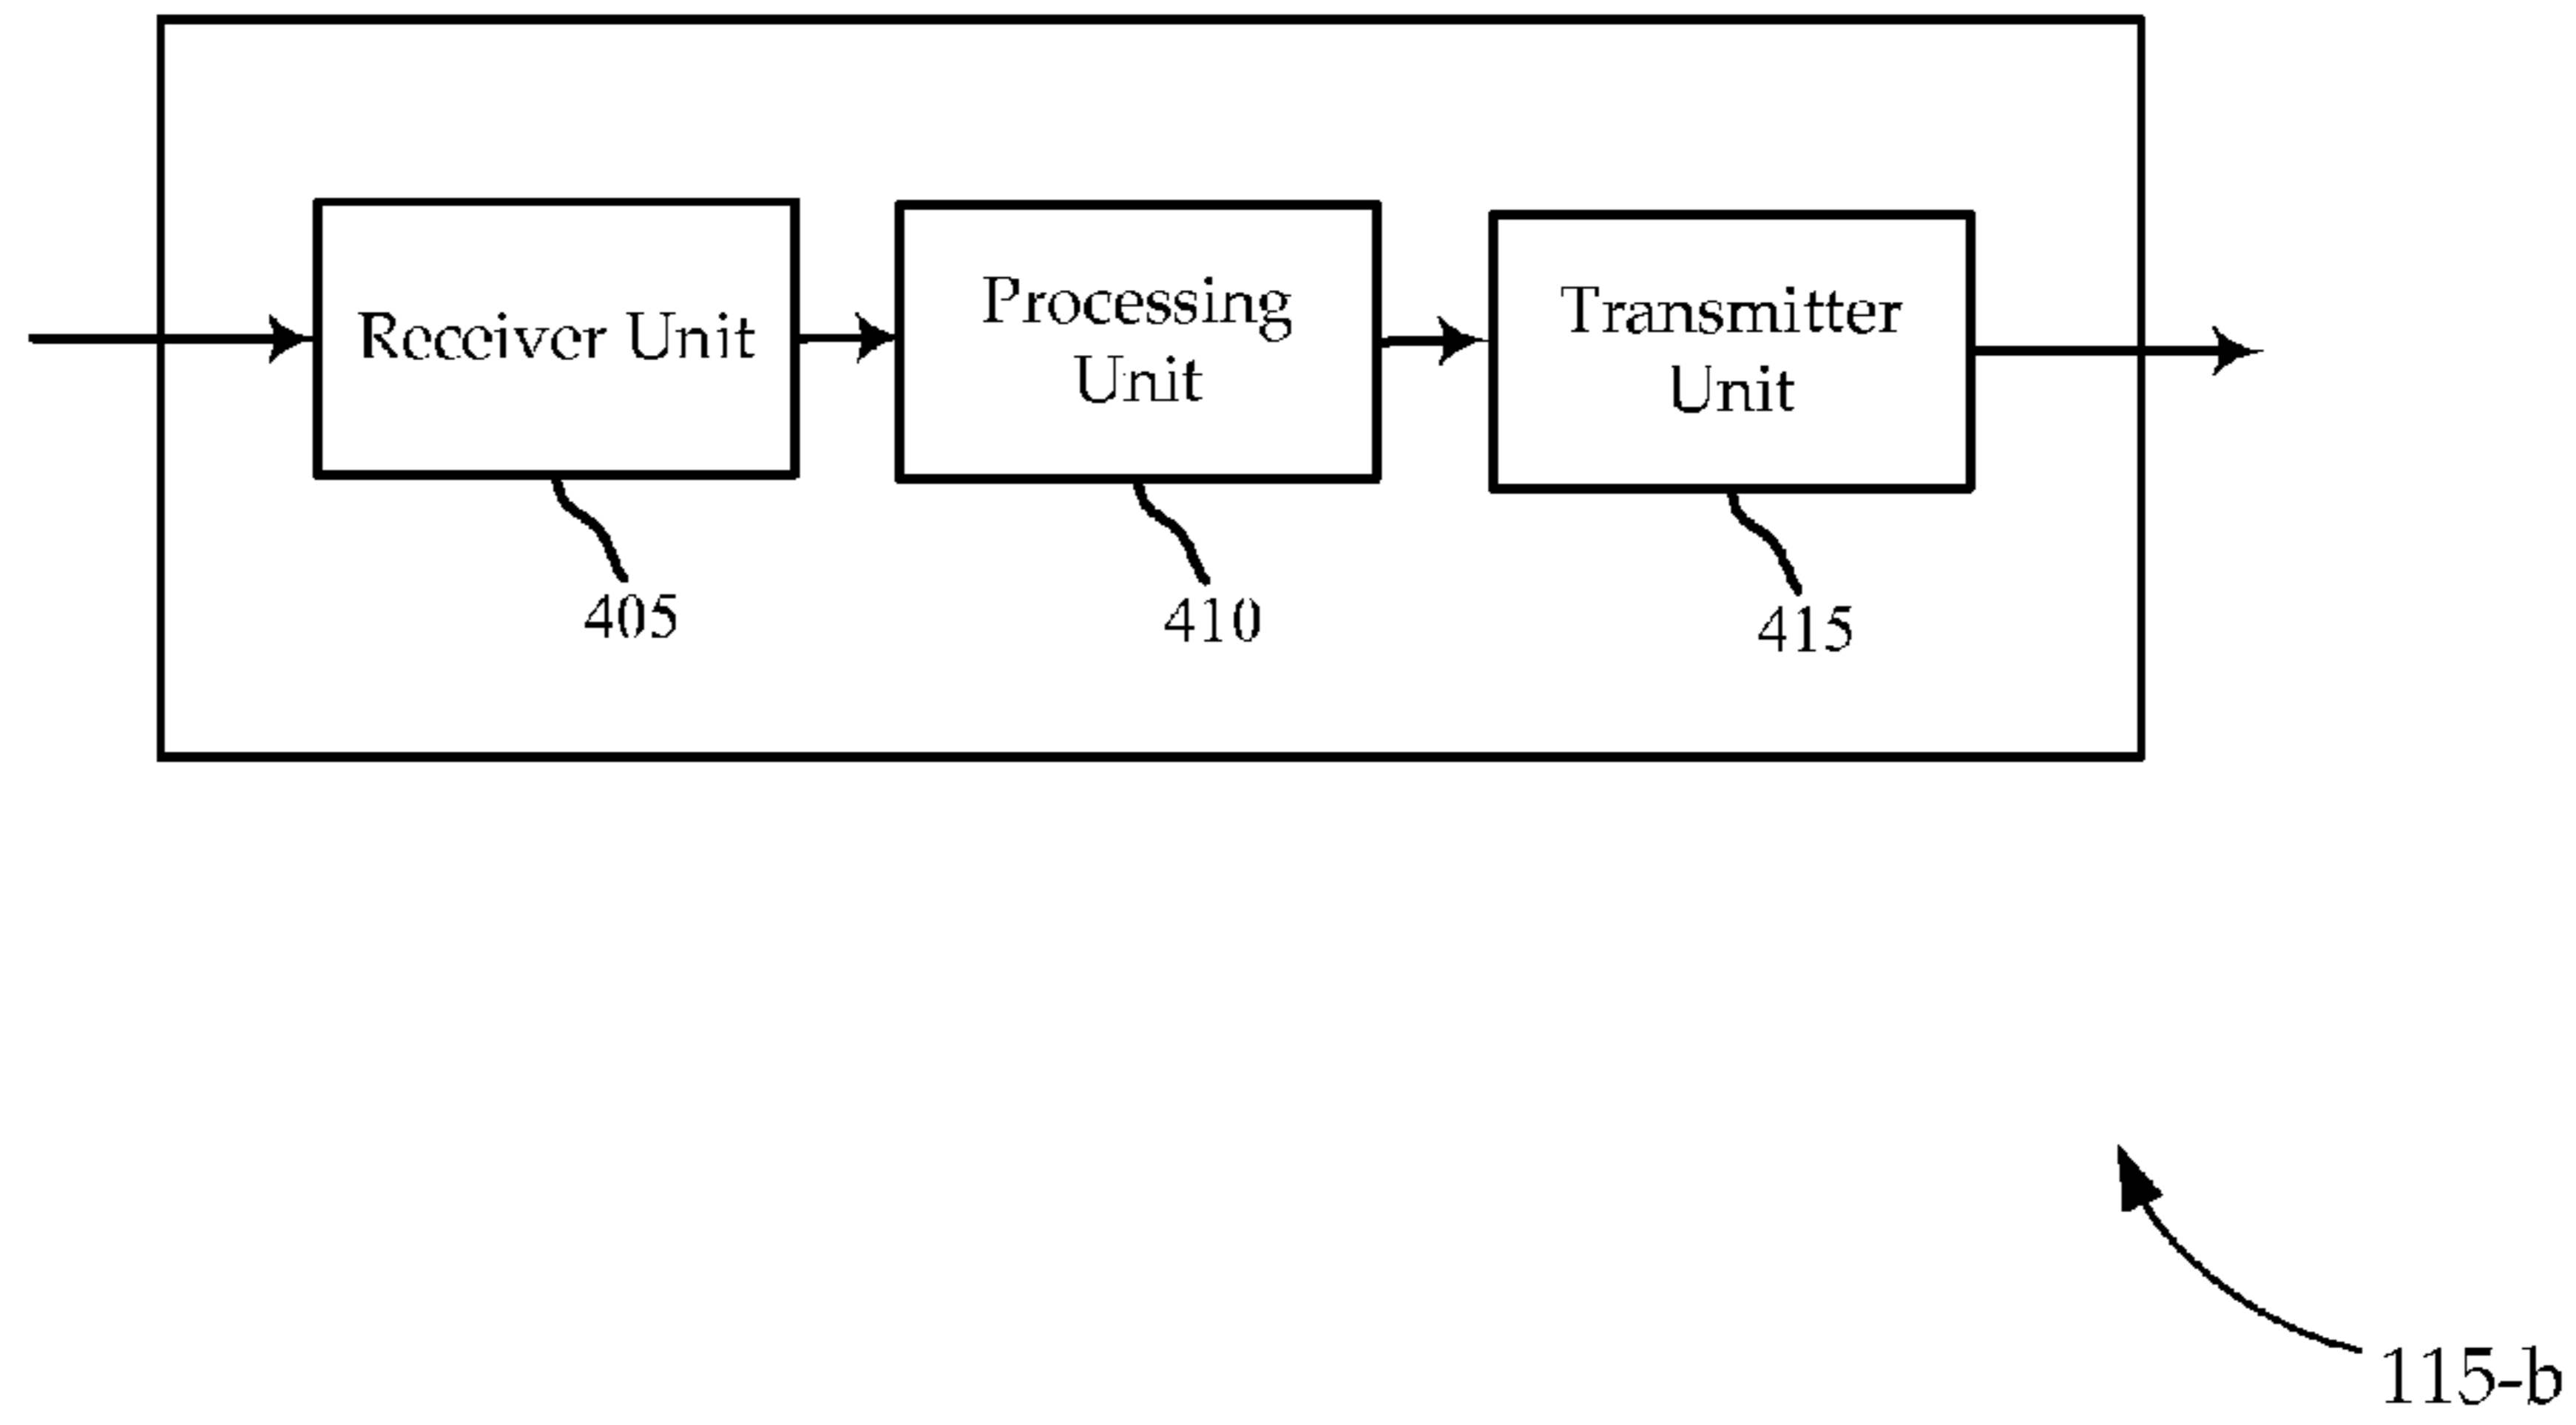 Receiver Unit
Processing
Unit
Transmitter
Unit
405
410
415
115-b